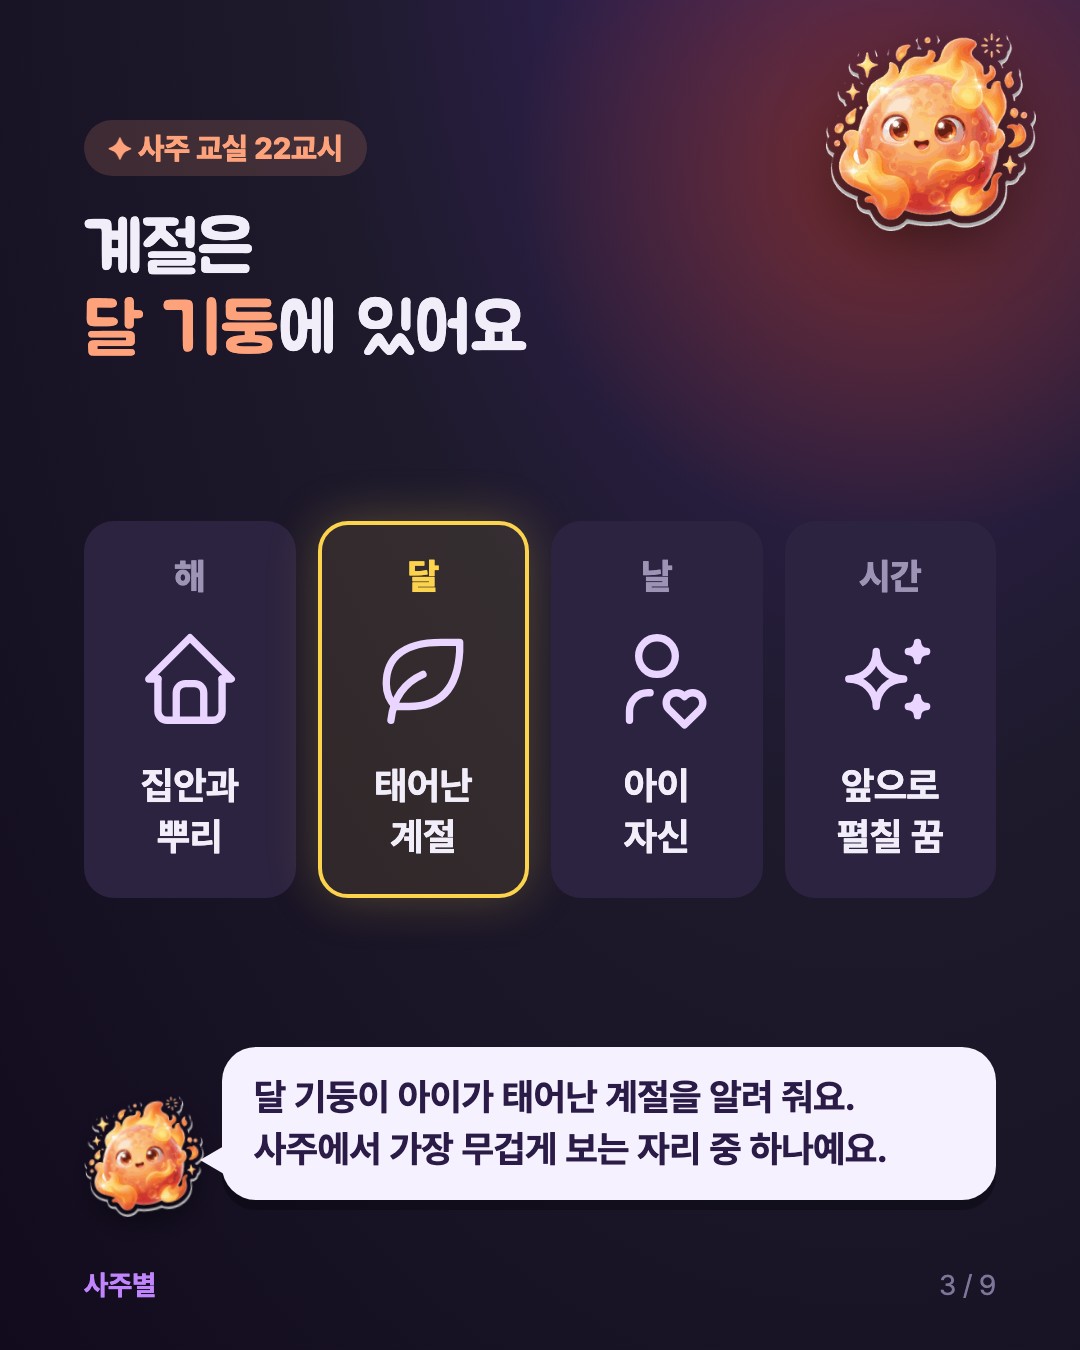 ✦ 사주 교실 22교시
계절은
달 기둥에 있어요
해
집안과
뿌리
달
태어난
계절
날
아이
자신
시간
앞으로
펼칠 꿈
달 기둥이 아이가 태어난 계절을 알려 줘요.
사주에서 가장 무겁게 보는 자리 중 하나예요.
사주별
3 / 9